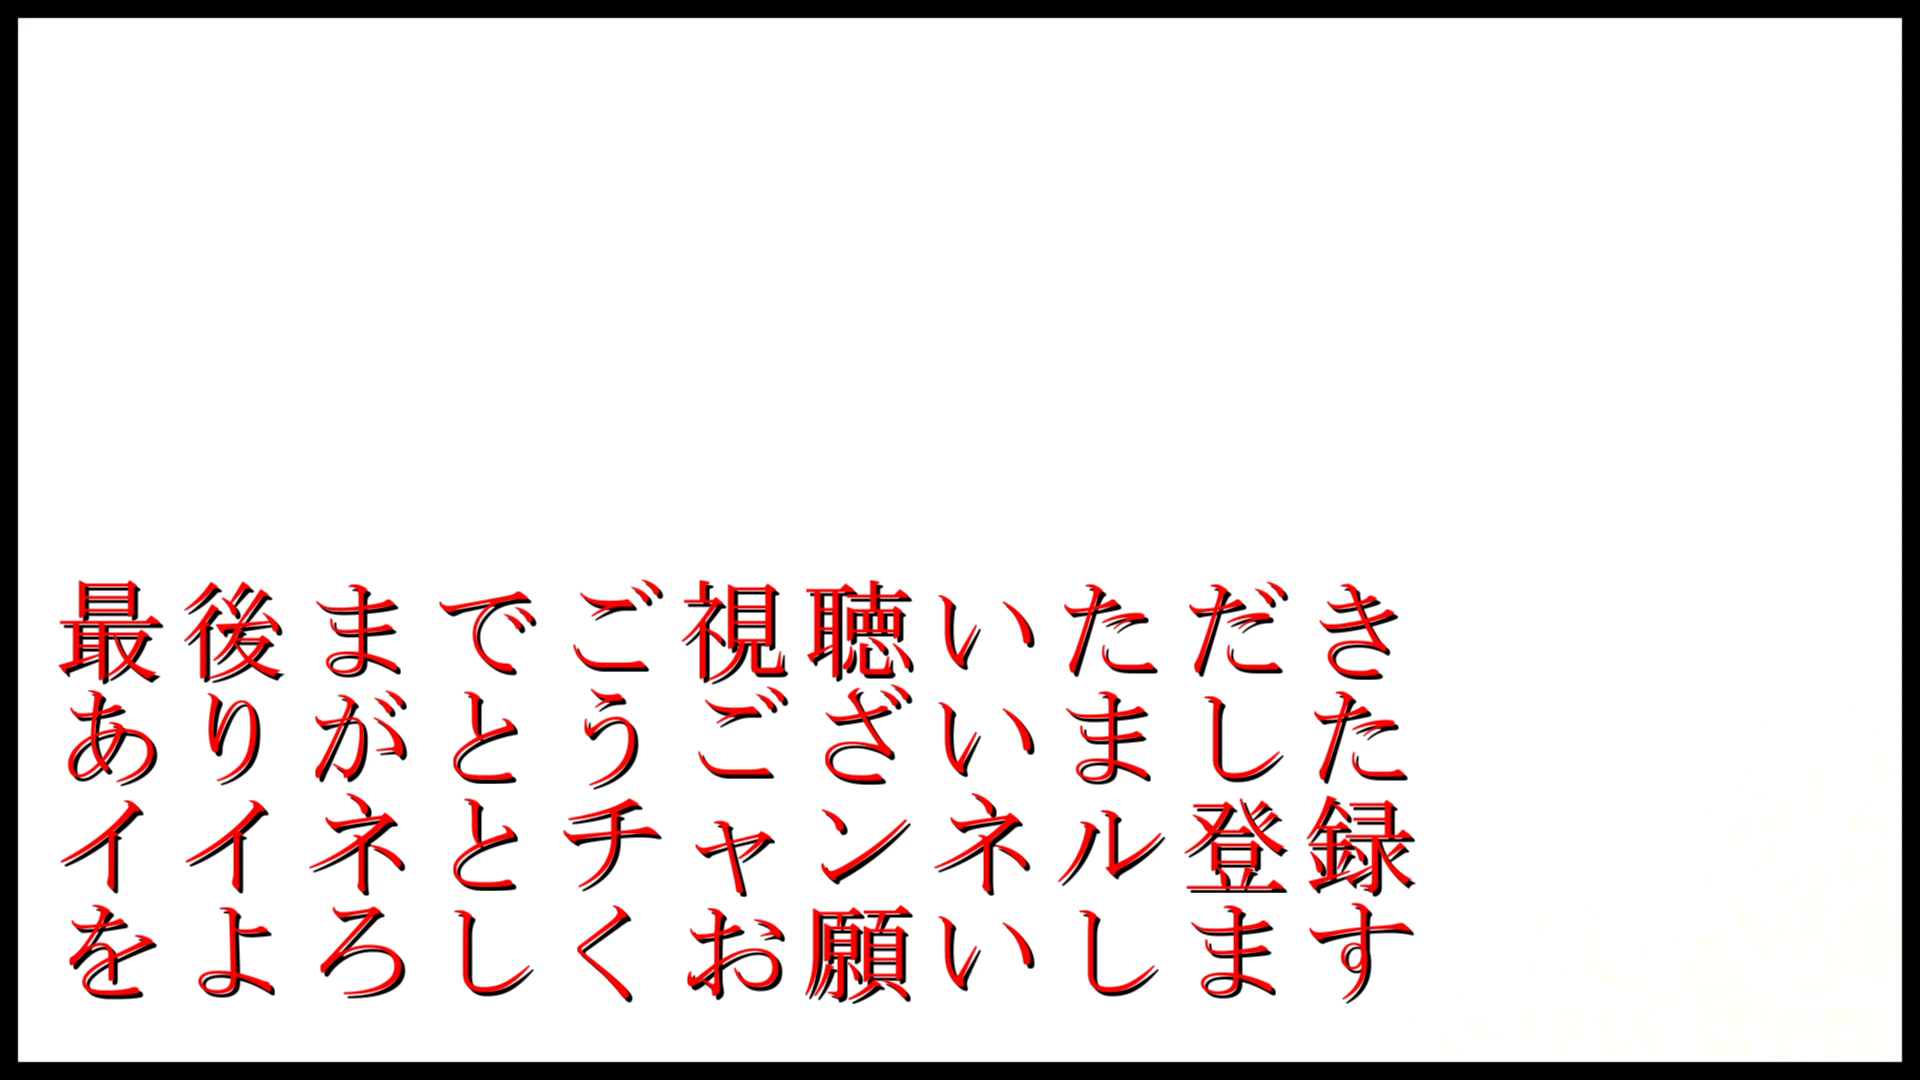 最後までご視聴いただき
ありがとうございました
イイネとチャンネル登録
をよろしくお願いします